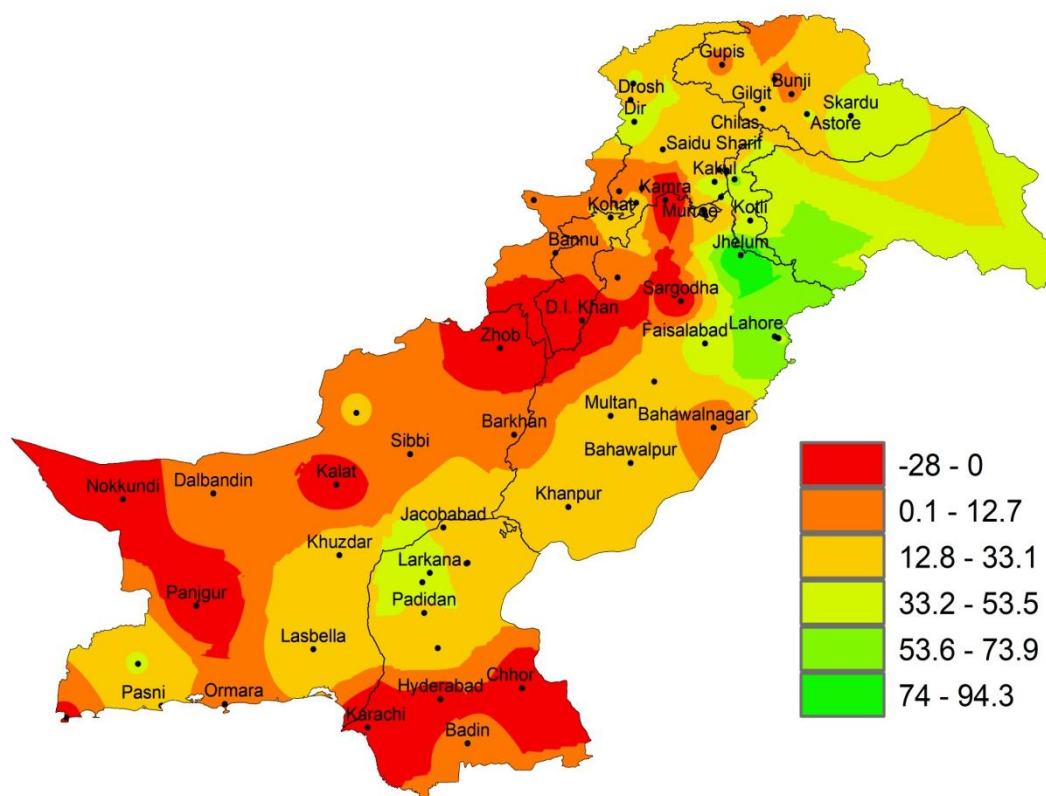 Gupis
Bunji
Drosh
Gilgit
Skardu
Dir
Chilas
Astore
Saidu Sharif
Kakul
Kamra
Kohat
Kotli
Jhelum
Bannu
Sargodha
D.I. Khan
Lahore
Faisalabad
Zhob
Multan
Bahawalnagar
Barkhan
Sibbi
Bahawalpur
Kalat
Dalbandin
Nokkundi
Khanpur
Jacobabad
Khuzdar
Larkana
Panjgur
Padidan
Lasbella
Chhor
Pasni
Ormara
Hyderabad
Karachi
Badin
-28 - 0
0.1 - 12.7
12.8 - 33.1
33.2 - 53.5
53.6 - 73.9
74 - 94.3